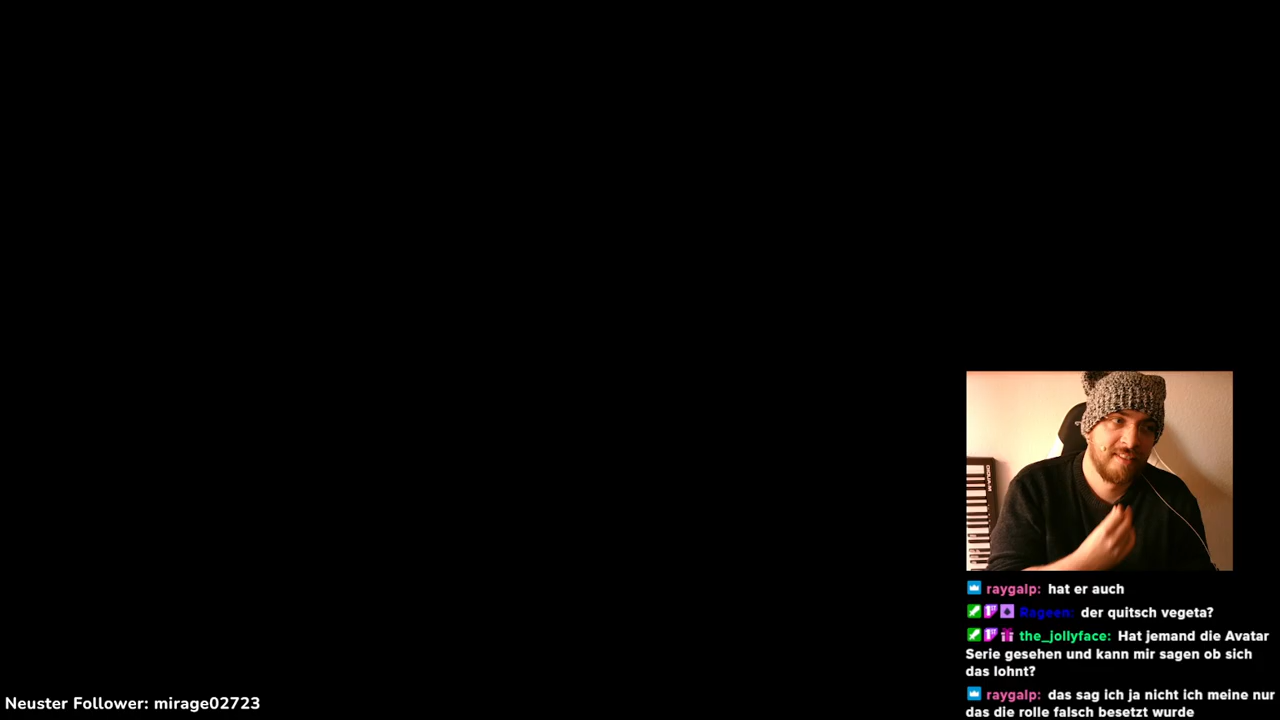 raygalp: hat er auch
Rageen: der quitsch vegeta?
the_jollyface: Hat jemand die Avatar
Serie gesehen und kann mir sagen ob sich
das lohnt?
raygalp: das sag ich ja nicht ich meine nur
das die rolle falsch besetzt wurde
Neuster Follower: mirage02723